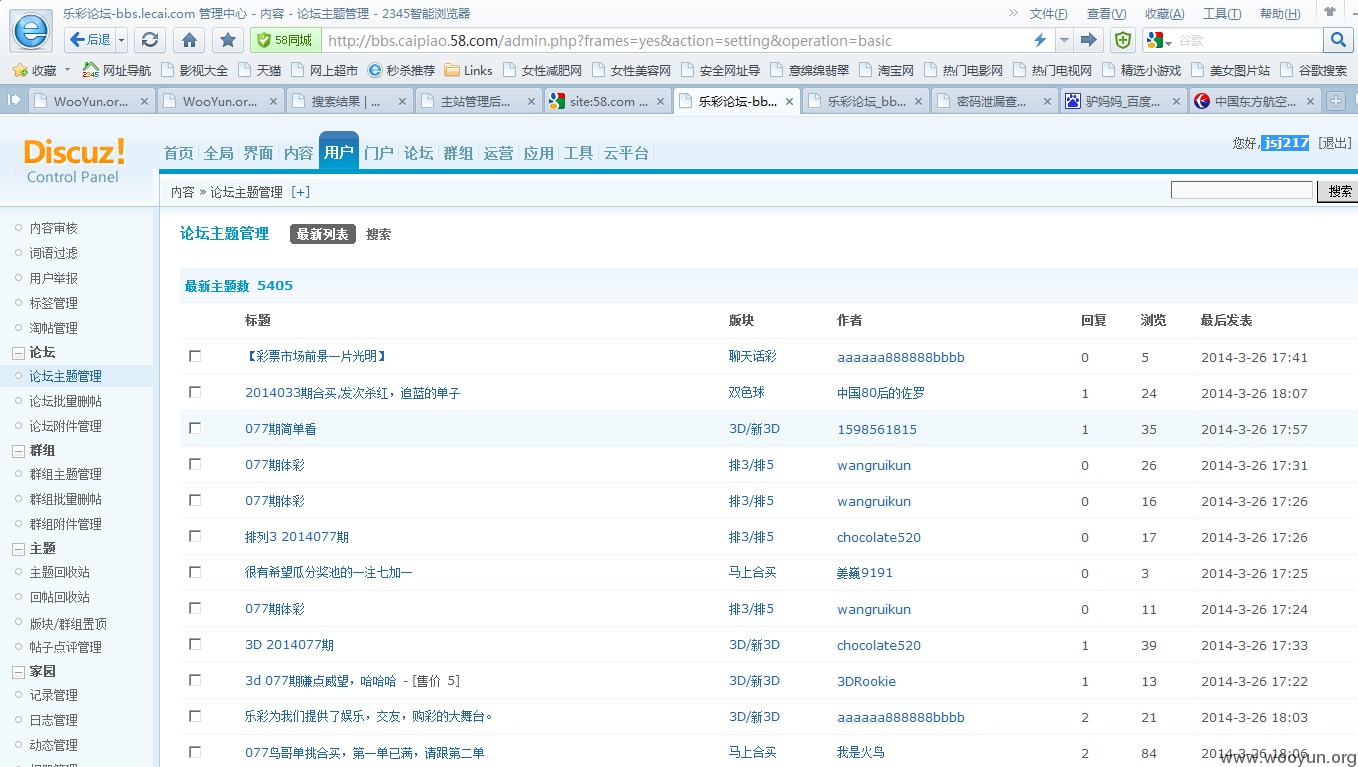 乐彩论坛-bbs.lecai.com 管理中心 - 内容 - 论坛主题管理 - 2345智能浏览器
文件(F) 查看(V) 收藏(A) 工具(T) 帮助(H)
后退 58同城 http://bbs.caipiao.58.com/admin.php?frames=yes&action=setting&operation=basic 谷歌
收藏 网址导航 影视大全 天猫 网上超市 秒杀推荐 Links 女性减肥网 女性美容网 安全网址导 意绵绵翡翠 淘宝网 热门电影网 热门电视网 精选小游戏 美女图片站 谷歌搜索
WooYun.or... WooYun.or... 搜索结果 | ... 主站管理后... site:58.com ... 乐彩论坛-bb... 乐彩论坛_bb... 密码泄漏查... 驴妈妈_百度... 中国东方航空...
Discuz!
Control Panel
首页 全局 界面 内容 用户 门户 论坛 群组 运营 应用 工具 云平台
您好,jsj217 [退出]
内容 » 论坛主题管理 [+]
搜索
内容审核
词语过滤
用户举报
标签管理
淘帖管理
论坛
论坛主题管理
论坛批量删帖
论坛附件管理
群组
群组主题管理
群组批量删帖
群组附件管理
主题
主题回收站
回帖回收站
版块/群组置顶
帖子点评管理
家园
记录管理
日志管理
动态管理
论坛主题管理 最新列表 搜索
最新主题数 5405
标题 版块 作者 回复 浏览 最后发表
【彩票市场前景一片光明】 聊天话彩 aaaaaa888888bbbb 0 5 2014-3-26 17:41
2014033期合买,发次杀红，追蓝的单子 双色球 中国80后的佐罗 1 24 2014-3-26 18:07
077期简单看 3D/新3D 1598561815 1 35 2014-3-26 17:57
077期体彩 排3/排5 wangruikun 0 26 2014-3-26 17:31
077期体彩 排3/排5 wangruikun 0 16 2014-3-26 17:26
排列3 2014077期 排3/排5 chocolate520 0 17 2014-3-26 17:26
很有希望瓜分奖池的一注七加一 马上合买 姜巍9191 0 3 2014-3-26 17:25
077期体彩 排3/排5 wangruikun 0 11 2014-3-26 17:24
3D 2014077期 3D/新3D chocolate520 1 39 2014-3-26 17:33
3d 077期赚点威望，哈哈哈 - [售价 5] 3D/新3D 3DRookie 1 13 2014-3-26 17:22
乐彩为我们提供了娱乐，交友，购彩的大舞台。 3D/新3D aaaaaa888888bbbb 2 21 2014-3-26 18:03
077鸟哥单挑合买，第一单已满，请跟第二单 马上合买 我是火鸟 2 84 2014-3-26 18:06
www.wooyun.org